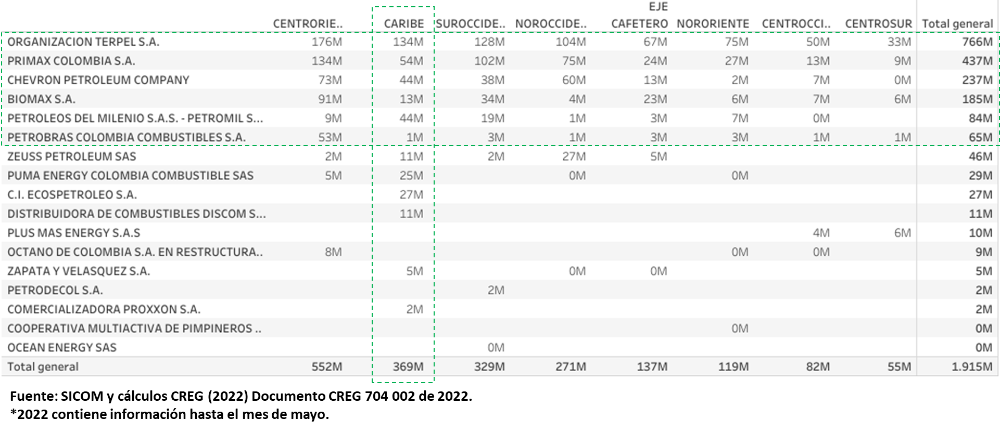 EJE
CENTRORIE.. CARIBE SUROCCIDE.. NOROCCIDE.. CAFETERO NORORIENTE CENTROCCI.. CENTROSUR Total general
ORGANIZACION TERPEL S.A. 176M 134M 128M 104M 67M 75M 50M 33M 766M
PRIMAX COLOMBIA S.A. 134M 54M 102M 75M 24M 27M 13M 9M 437M
CHEVRON PETROLEUM COMPANY 73M 44M 38M 60M 13M 2M 7M 0M 237M
BIOMAX S.A. 91M 13M 34M 4M 23M 6M 7M 6M 185M
PETROLEOS DEL MILENIO S.A.S. - PETROMIL S... 9M 44M 19M 1M 3M 7M 0M 84M
PETROBRAS COLOMBIA COMBUSTIBLES S.A. 53M 1M 3M 1M 3M 3M 1M 1M 65M
ZEUSS PETROLEUM SAS 2M 11M 2M 27M 5M 46M
PUMA ENERGY COLOMBIA COMBUSTIBLE SAS 5M 25M 0M 0M 29M
C.I. ECOSPETROLEO S.A. 27M 27M
DISTRIBUIDORA DE COMBUSTIBLES DISCOM S... 11M 11M
PLUS MAS ENERGY S.A.S 4M 6M 10M
OCTANO DE COLOMBIA S.A. EN RESTRUCTURA.. 8M 0M 0M 9M
ZAPATA Y VELASQUEZ S.A. 5M 0M 0M 5M
PETRODECOL S.A. 2M 2M
COMERCIALIZADORA PROXXON S.A. 2M 2M
COOPERATIVA MULTIACTIVA DE PIMPINEROS .. 0M 0M
OCEAN ENERGY SAS 0M 0M
Total general 552M 369M 329M 271M 137M 119M 82M 55M 1.915M
Fuente: SICOM y cálculos CREG (2022) Documento CREG 704 002 de 2022.
*2022 contiene información hasta el mes de mayo.